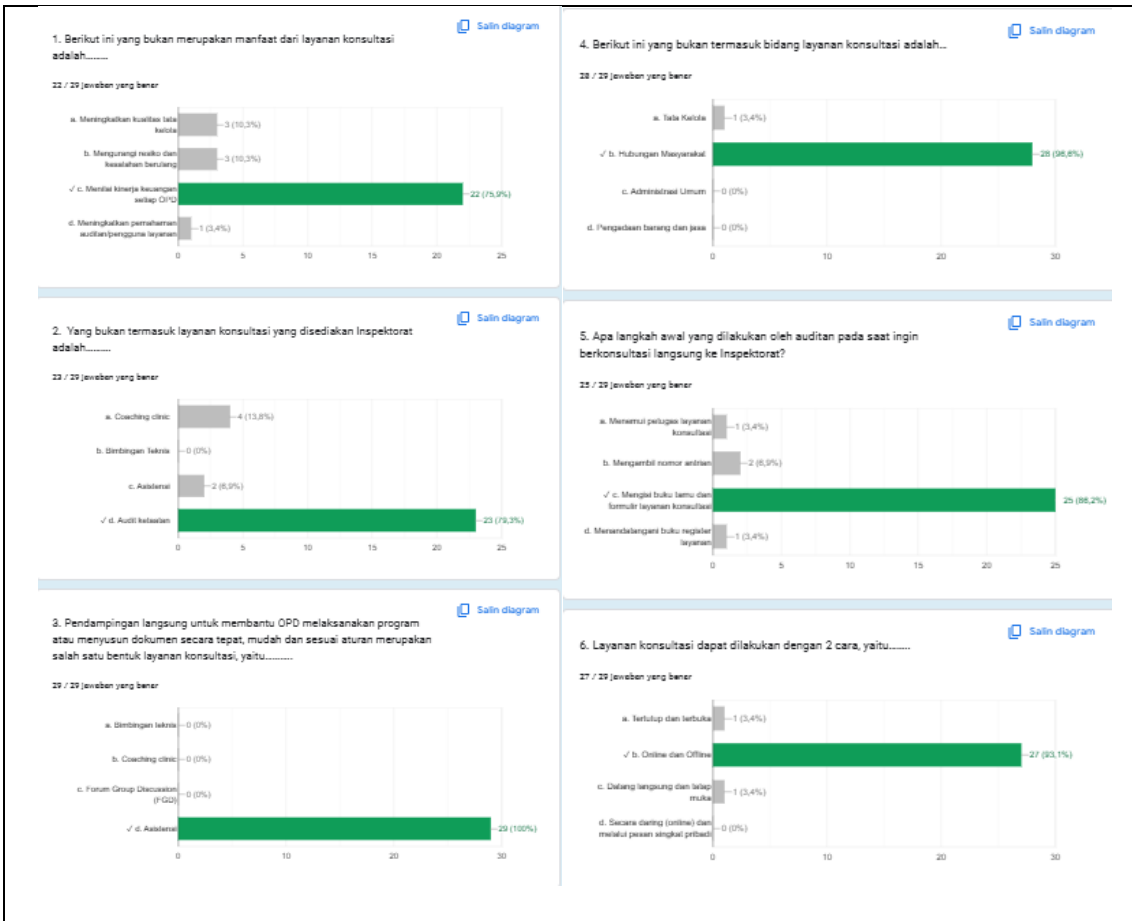 Salin diagram
1. Berikut ini yang bukan merupakan manfaat dari layanan konsultasi
adalah.........
22 / 29 jawaban yang benar
a. Meningkatkan kualitas tata
kelola
3 (10,3%)
b. Mengurangi resiko dan
kesalahan berulang
3 (10,3%)
✓ c. Menilai kinerja keuangan
setiap OPD
22 (75,9%)
d. Meningkatkan pemahaman
auditan/pengguna layanan
1 (3,4%)
0 5 10 15 20 25
Salin diagram
2. Yang bukan termasuk layanan konsultasi yang disediakan Inspektorat
adalah.........
23 / 29 jawaban yang benar
a. Coaching clinic
4 (13,8%)
b. Bimbingan Teknis
0 (0%)
c. Asistensi
2 (6,9%)
✓ d. Audit ketaatan
23 (79,3%)
0 5 10 15 20 25
Salin diagram
3. Pendampingan langsung untuk membantu OPD melaksanakan program
atau menyusun dokumen secara tepat, mudah dan sesuai aturan merupakan
salah satu bentuk layanan konsultasi, yaitu..........
29 / 29 jawaban yang benar
a. Bimbingan teknis
0 (0%)
b. Coaching clinic
0 (0%)
c. Forum Group Discussion
(FGD)
0 (0%)
✓ d. Asistensi
29 (100%)
0 10 20 30
Salin diagram
4. Berikut ini yang bukan termasuk bidang layanan konsultasi adalah...
28 / 29 jawaban yang benar
a. Tata Kelola
1 (3,4%)
✓ b. Hubungan Masyarakat
28 (96,6%)
c. Administrasi Umum
0 (0%)
d. Pengadaan barang dan jasa
0 (0%)
0 10 20 30
Salin diagram
5. Apa langkah awal yang dilakukan oleh auditan pada saat ingin
berkonsultasi langsung ke Inspektorat?
25 / 29 jawaban yang benar
a. Menemui petugas layanan
konsultasi
1 (3,4%)
b. Mengambil nomor antrian
2 (6,9%)
✓ c. Mengisi buku tamu dan
formulir layanan konsultasi
25 (86,2%)
d. Menandatangani buku register
layanan
1 (3,4%)
0 5 10 15 20 25
Salin diagram
6. Layanan konsultasi dapat dilakukan dengan 2 cara, yaitu.......
27 / 29 jawaban yang benar
a. Tertutup dan terbuka
1 (3,4%)
✓ b. Online dan Offline
27 (93,1%)
c. Datang langsung dan tatap
muka
1 (3,4%)
d. Secara daring (online) dan
melalui pesan singkat pribadi
0 (0%)
0 10 20 30